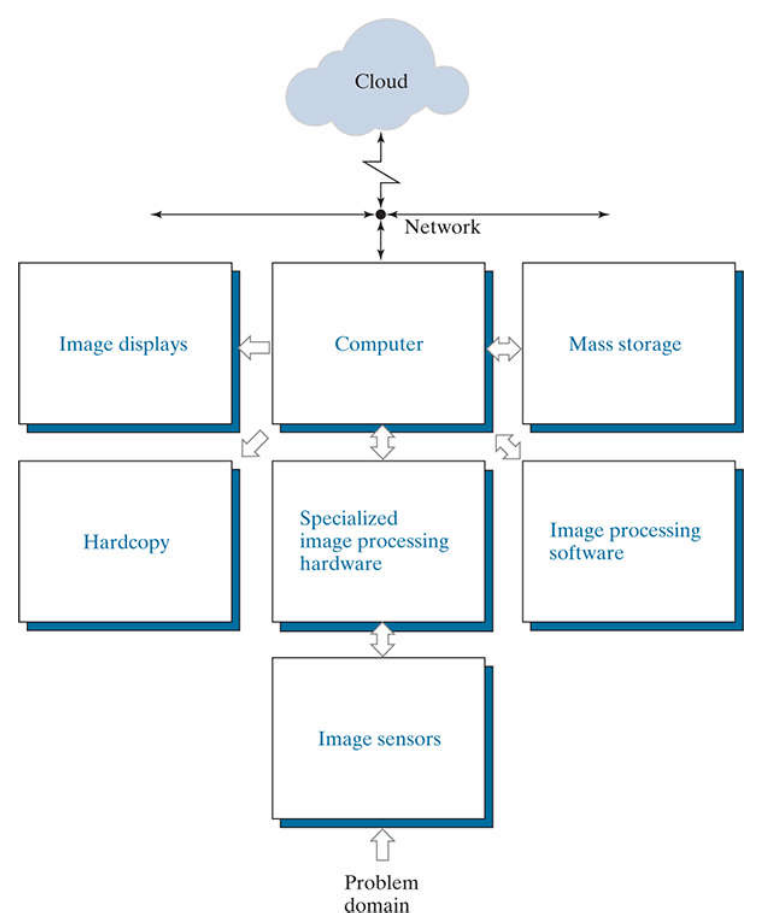 Cloud
Network
Image displays
Computer
Mass storage
Hardcopy
Specialized
image processing
hardware
Image processing
software
Image sensors
Problem
domain